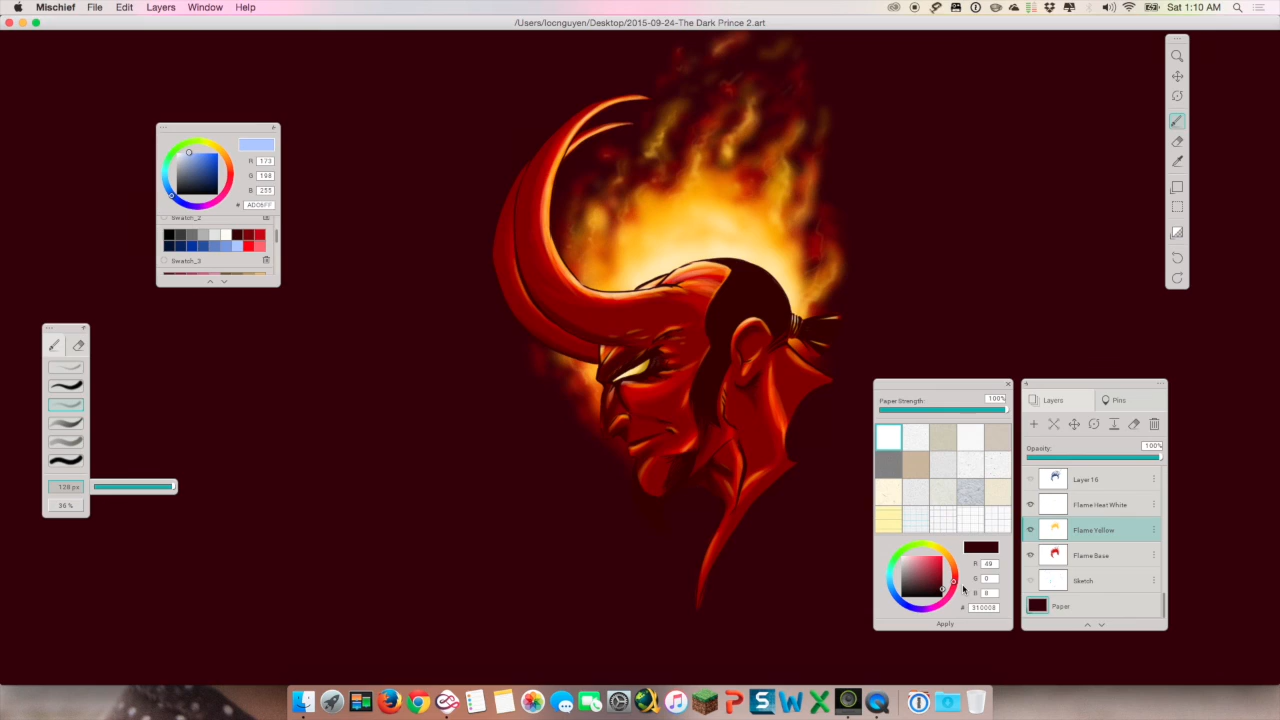 Mischief File Edit Layers Window Help Sat 1:10 AM
/Users/loonguyen/Desktop/2015-09-24-The Dark Prince 2.art
R 173
G 198
B 255
# AD06FF
Swatch_2
Swatch_3
128 px
36 %
Paper Strength: 100%
R 49
G 0
B 8
# 310008
Apply
Layers Pins
Opacity: 100%
Layer 16
Flame Heat White
Flame Yellow
Flame Base
Sketch
Paper